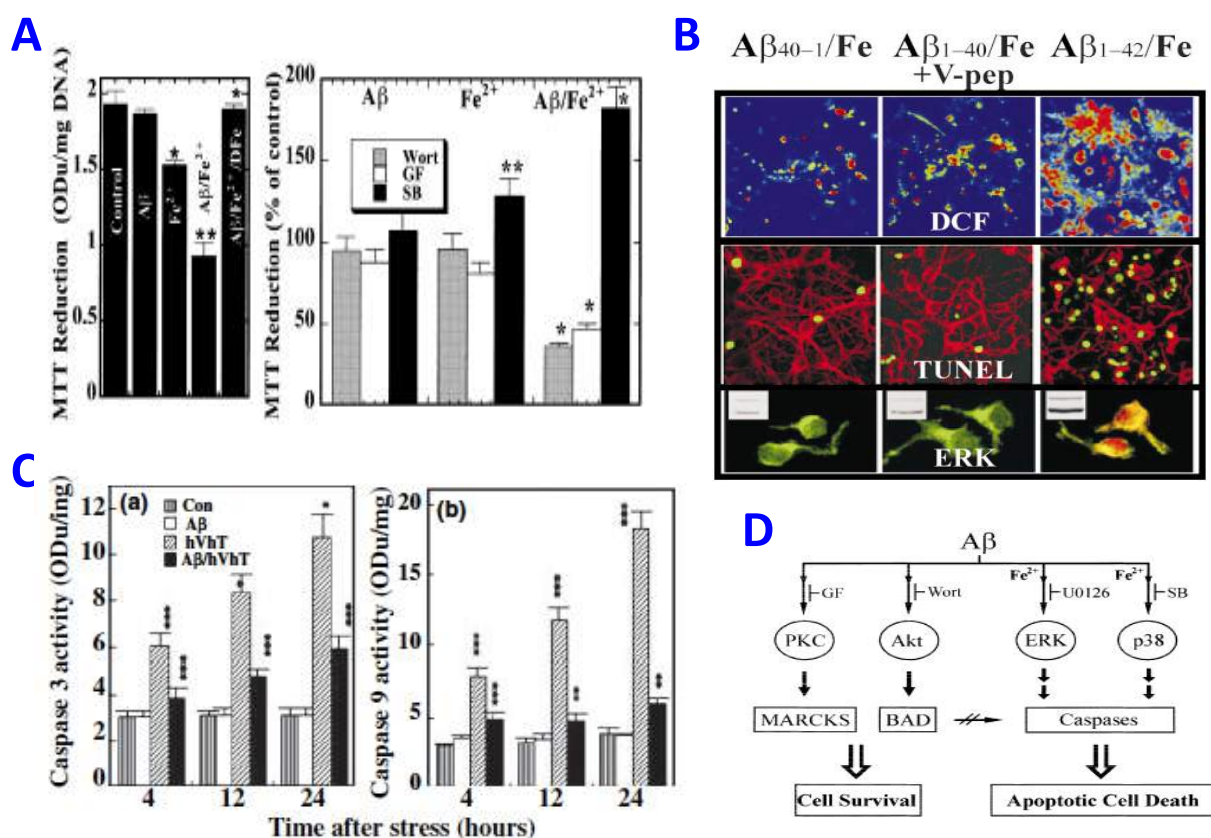 A
MTT Reduction (ODu/mg DNA)
2
1.5
1
0.5
0
Control
Aβ
Fe²⁺
Aβ/Fe²⁺
Aβ/Fe²⁺/DFe
*
**
*
MTT Reduction (% of control)
200
150
100
50
0
Aβ
Fe²⁺
Aβ/Fe²⁺
Wort
GF
SB
**
*
*
*
B
Aβ40–1/Fe
Aβ1–40/Fe
+V-pep
Aβ1–42/Fe
DCF
TUNEL
ERK
C
(a)
Caspase 3 activity (ODu/mg)
12
10
8
6
4
2
0
Con
Aβ
hVhT
Aβ/hVhT
4
12
24
(b)
Caspase 9 activity (ODu/mg)
20
15
10
5
0
4
12
24
Time after stress (hours)
D
Aβ
Fe²⁺
Fe²⁺
GF
Wort
U0126
SB
PKC
Akt
ERK
p38
MARCKS
BAD
Caspases
Cell Survival
Apoptotic Cell Death